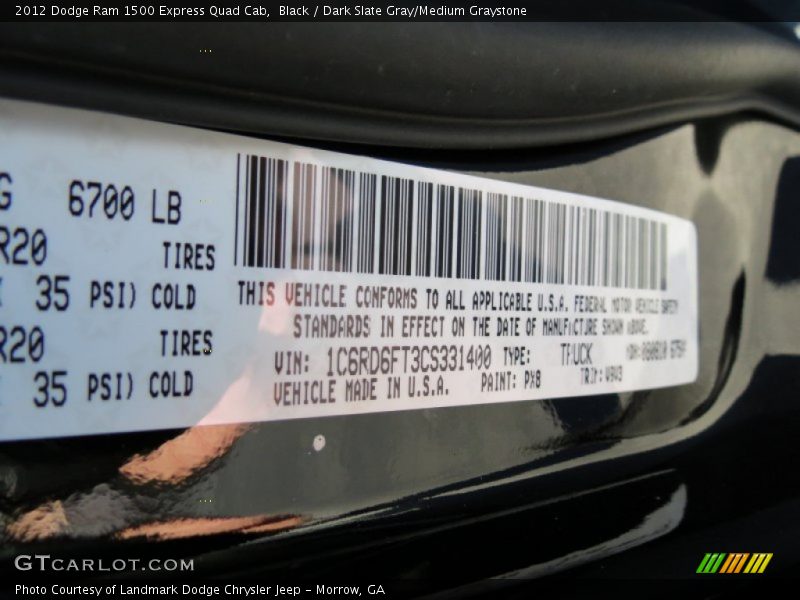 2012 Dodge Ram 1500 Express Quad Cab,  Black / Dark Slate Gray/Medium Graystone
G 6700 LB
R20 TIRES
35 PSI) COLD
R20 TIRES
35 PSI) COLD
THIS VEHICLE CONFORMS TO ALL APPLICABLE U.S.A. FEDERAL MOTOR VEHICLE SAFETY
STANDARDS IN EFFECT ON THE DATE OF MANUFACTURE SHOWN ABOVE.
VIN: 1C6RD6FT3CS331400 TYPE: TRUCK
VEHICLE MADE IN U.S.A. PAINT: PX8 TRIM:
GTCARLOT.COM
Photo Courtesy of Landmark Dodge Chrysler Jeep - Morrow, GA